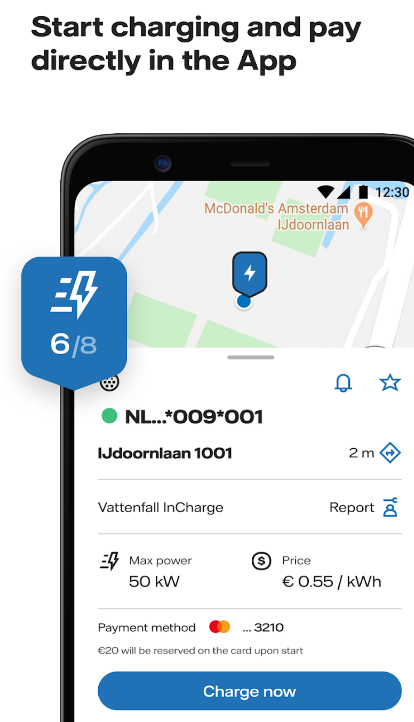 Start charging and pay
directly in the App
12:30
McDonald's Amsterdam
IJdoornlaan
6/8
NL...*009*001
IJdoornlaan 1001
2 m
Vattenfall InCharge
Report
Max power
50 kW
Price
€ 0.55 / kWh
Payment method
... 3210
€20 will be reserved on the card upon start
Charge now